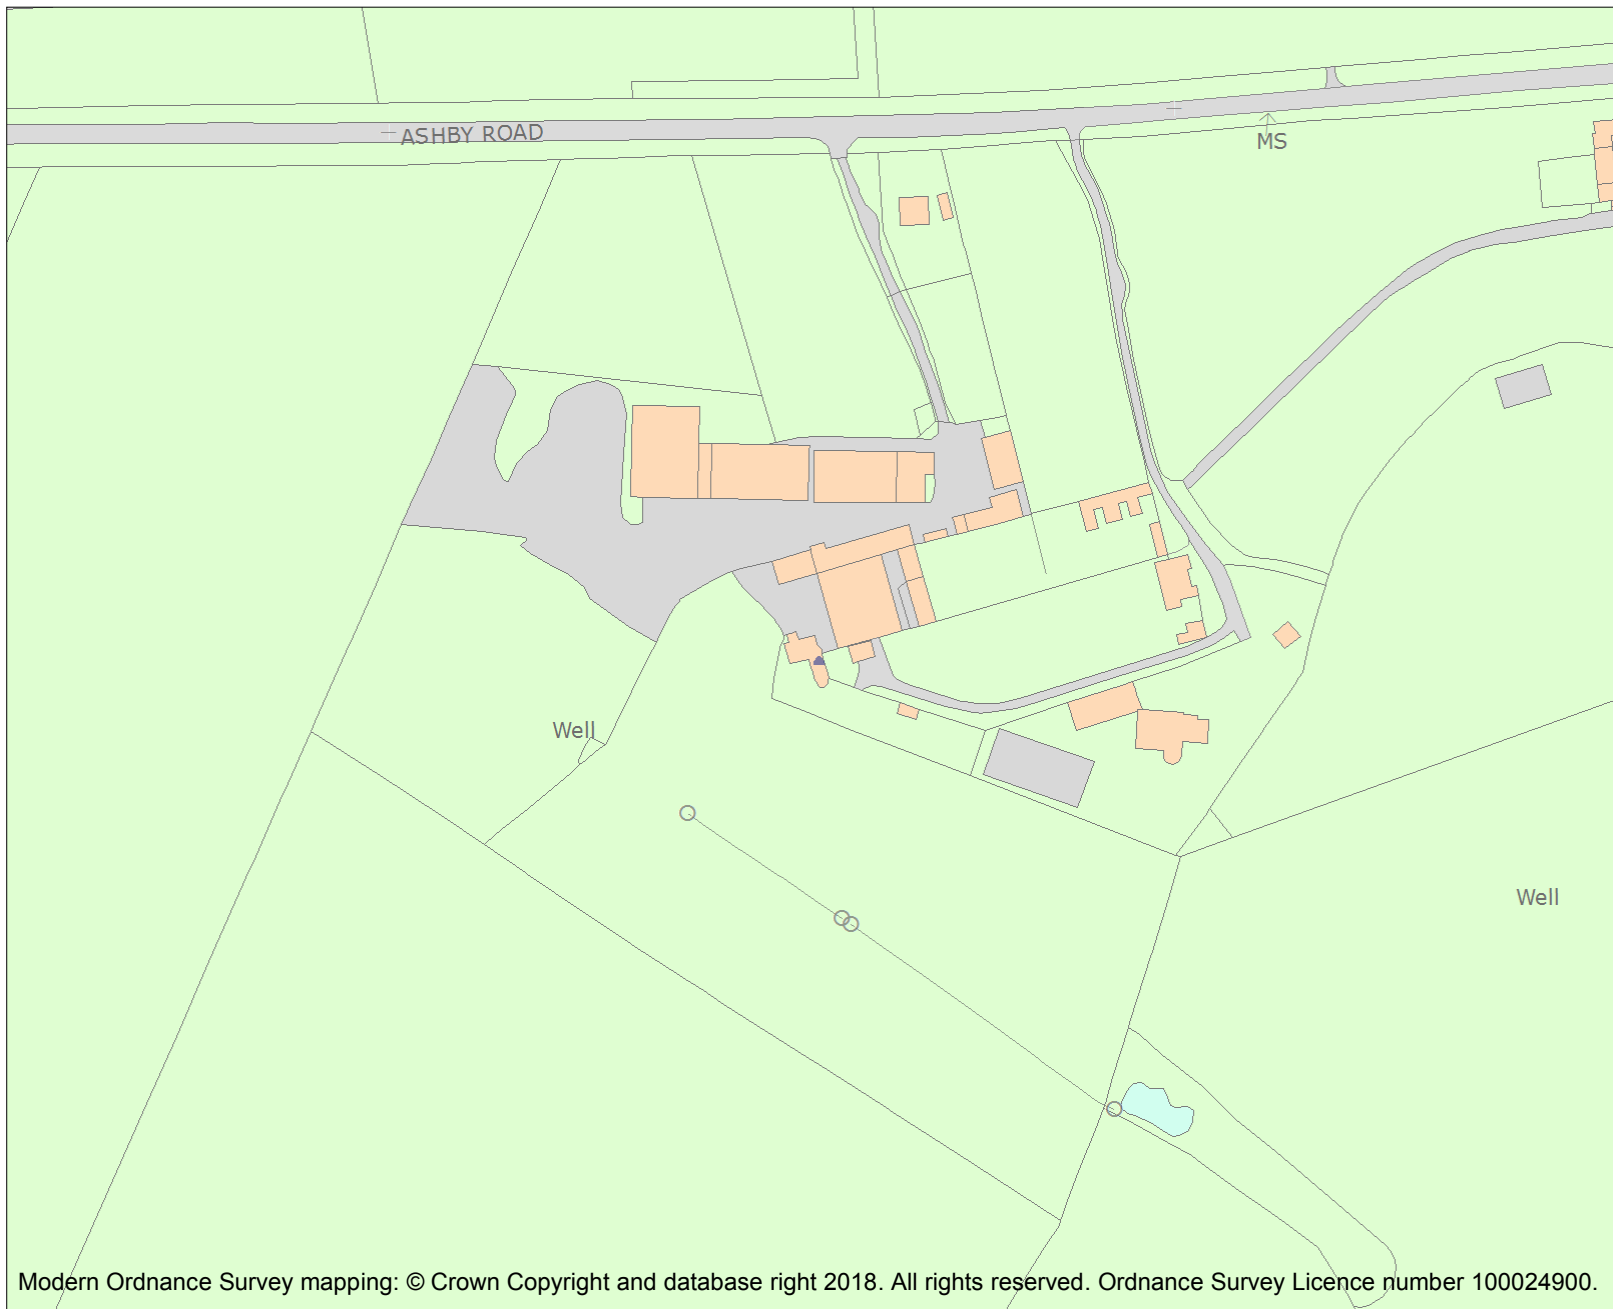 ASHBY ROAD
MS
Well
Well
Modern Ordnance Survey mapping: © Crown Copyright and database right 2018. All rights reserved. Ordnance Survey Licence number 100024900.